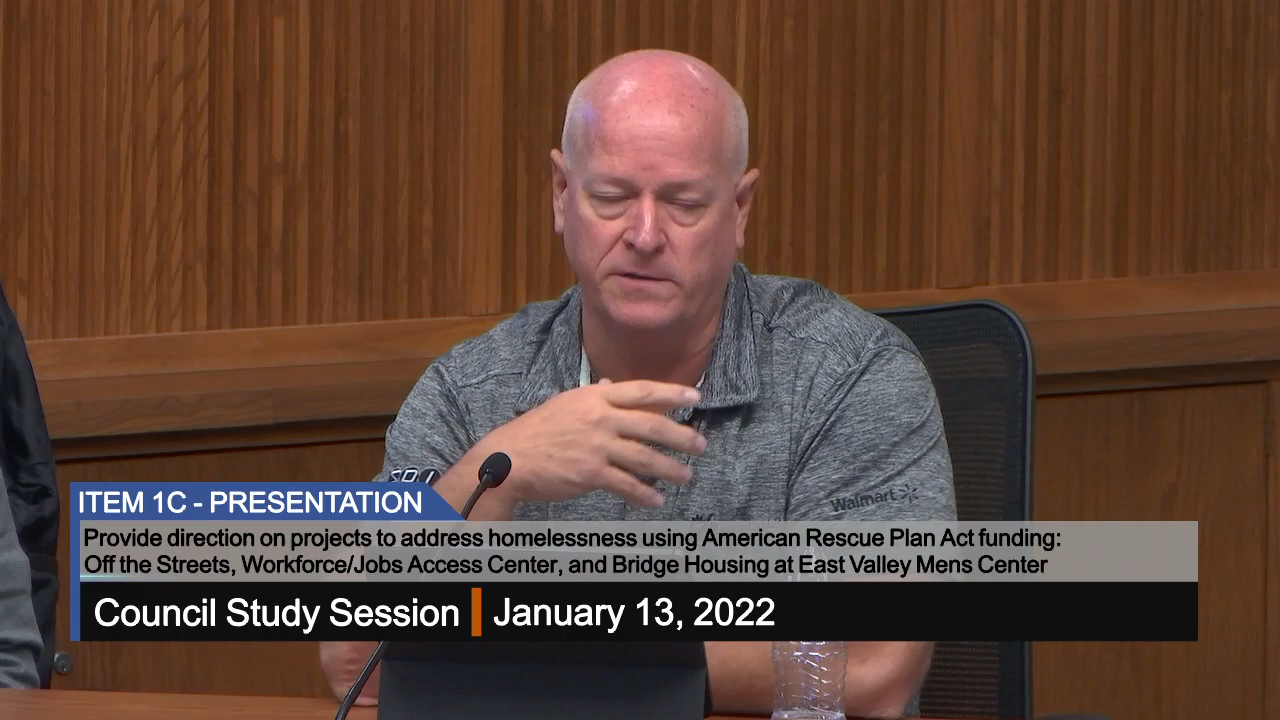 Walmart
ITEM 1C - PRESENTATION
Provide direction on projects to address homelessness using American Rescue Plan Act funding:
Off the Streets, Workforce/Jobs Access Center, and Bridge Housing at East Valley Mens Center
Council Study Session
January 13, 2022